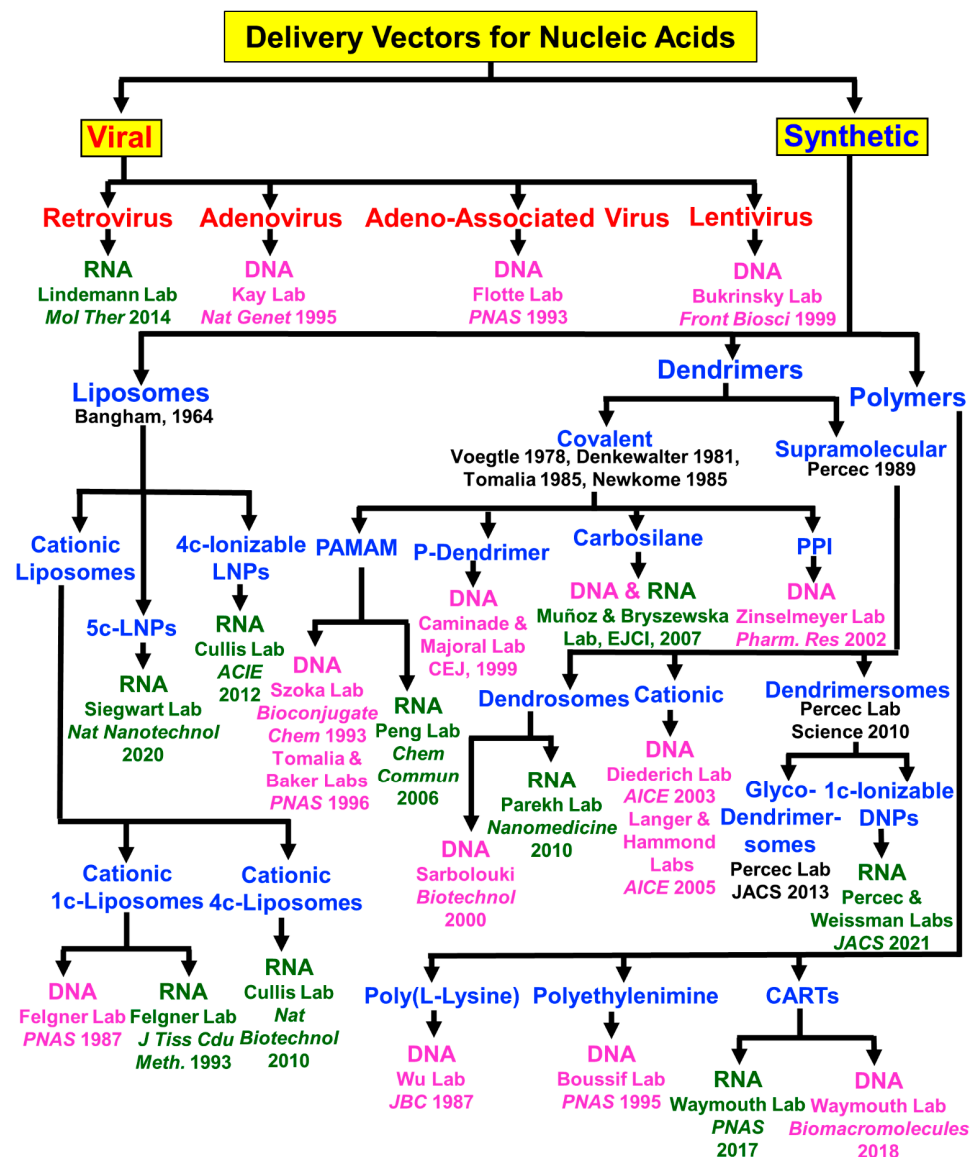 Delivery Vectors for Nucleic Acids
Viral
Synthetic
Retrovirus
RNA
Lindemann Lab
Mol Ther 2014
Adenovirus
DNA
Kay Lab
Nat Genet 1995
Adeno-Associated Virus
DNA
Flotte Lab
PNAS 1993
Lentivirus
DNA
Bukrinsky Lab
Front Biosci 1999
Liposomes
Bangham, 1964
Dendrimers
Polymers
Covalent
Voegtle 1978, Denkewalter 1981,
Tomalia 1985, Newkome 1985
Supramolecular
Percec 1989
Cationic
Liposomes
5c-LNPs
RNA
Siegwart Lab
Nat Nanotechnol
2020
4c-Ionizable
LNPs
RNA
Cullis Lab
ACIE
2012
PAMAM
DNA
Szoka Lab
Bioconjugate
Chem 1993
Tomalia &
Baker Labs
PNAS 1996
RNA
Peng Lab
Chem
Commun
2006
P-Dendrimer
DNA
Caminade &
Majoral Lab
CEJ, 1999
Carbosilane
DNA & RNA
Muñoz & Bryszewska
Lab, EJCI, 2007
PPI
DNA
Zinselmeyer Lab
Pharm. Res 2002
Dendrosomes
DNA
Sarbolouki
Biotechnol
2000
RNA
Parekh Lab
Nanomedicine
2010
Cationic
DNA
Diederich Lab
AICE 2003
Langer &
Hammond
Labs
AICE 2005
Dendrimersomes
Percec Lab
Science 2010
Glyco-
Dendrimer-
somes
Percec Lab
JACS 2013
1c-Ionizable
DNPs
RNA
Percec &
Weissman Labs
JACS 2021
Cationic
1c-Liposomes
DNA
Felgner Lab
PNAS 1987
RNA
Felgner Lab
J Tiss Cdu
Meth. 1993
Cationic
4c-Liposomes
RNA
Cullis Lab
Nat
Biotechnol
2010
Poly(L-Lysine)
DNA
Wu Lab
JBC 1987
Polyethylenimine
DNA
Boussif Lab
PNAS 1995
CARTs
RNA
Waymouth Lab
PNAS
2017
DNA
Waymouth Lab
Biomacromolecules
2018